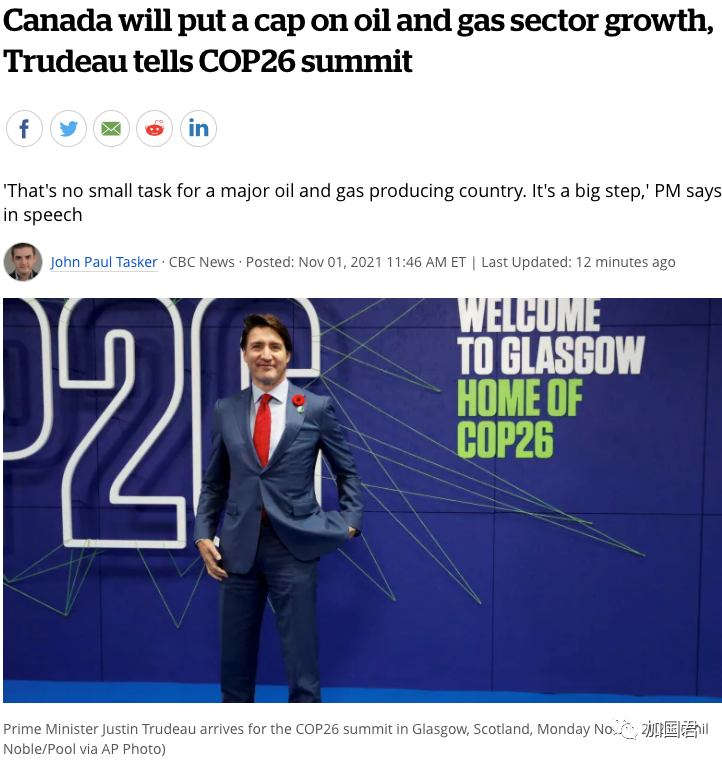 Canada will put a cap on oil and gas sector growth,
Trudeau tells COP26 summit
f
in
'That's no small task for a major oil and gas producing country. It's a big step,' PM says
in speech
John Paul Tasker · CBC News · Posted: Nov 01, 2021 11:46 AM ET | Last Updated: 12 minutes ago
P26
WELCOME
TO GLASGOW
HOME OF
COP26
Prime Minister Justin Trudeau arrives for the COP26 summit in Glasgow, Scotland, Monday
加国君
Noble/Pool via AP Photo)